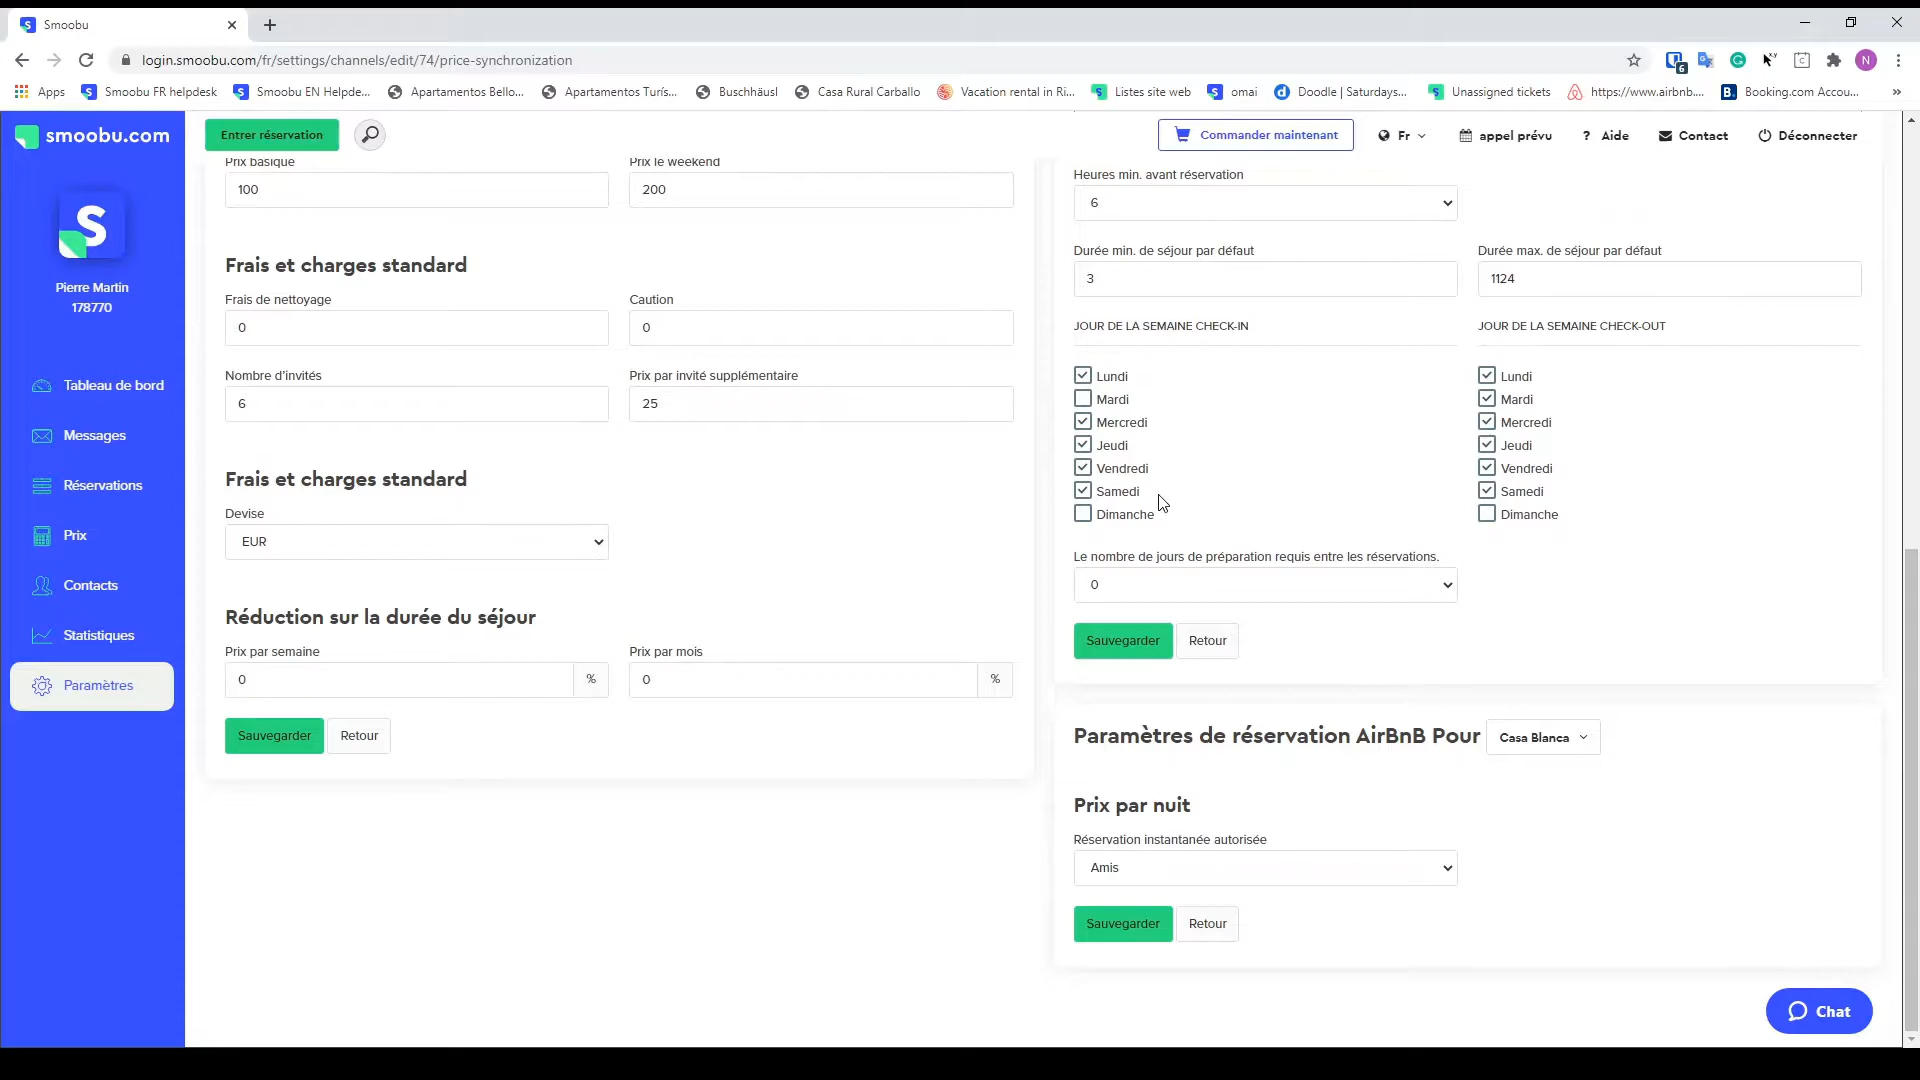 Smoobu
login.smoobu.com/fr/settings/channels/edit/74/price-synchronization
6
N
Apps
Smoobu FR helpdesk
Smoobu EN Helpde...
Apartamentos Bello...
Apartamentos Turís...
Buschhäusl
Casa Rural Carballo
Vacation rental in Ri...
Listes site web
omai
Doodle | Saturdays...
Unassigned tickets
https://www.airbnb....
Booking.com Accou...
smoobu.com
Entrer réservation
Commander maintenant
Fr
appel prévu
? Aide
Contact
Déconnecter
Pierre Martin
178770
Tableau de bord
Messages
Réservations
Prix
Contacts
Statistiques
Paramètres
Prix basique
Prix le weekend
100
200
Frais et charges standard
Frais de nettoyage
Caution
0
0
Nombre d'invités
Prix par invité supplémentaire
6
25
Frais et charges standard
Devise
EUR
Réduction sur la durée du séjour
Prix par semaine
Prix par mois
0 %
0 %
Sauvegarder
Retour
Heures min. avant réservation
6
Durée min. de séjour par défaut
Durée max. de séjour par défaut
3
1124
JOUR DE LA SEMAINE CHECK-IN
JOUR DE LA SEMAINE CHECK-OUT
Lundi
Mardi
Mercredi
Jeudi
Vendredi
Samedi
Dimanche
Lundi
Mardi
Mercredi
Jeudi
Vendredi
Samedi
Dimanche
Le nombre de jours de préparation requis entre les réservations.
0
Sauvegarder
Retour
Paramètres de réservation AirBnB Pour
Casa Blanca
Prix par nuit
Réservation instantanée autorisée
Amis
Sauvegarder
Retour
Chat